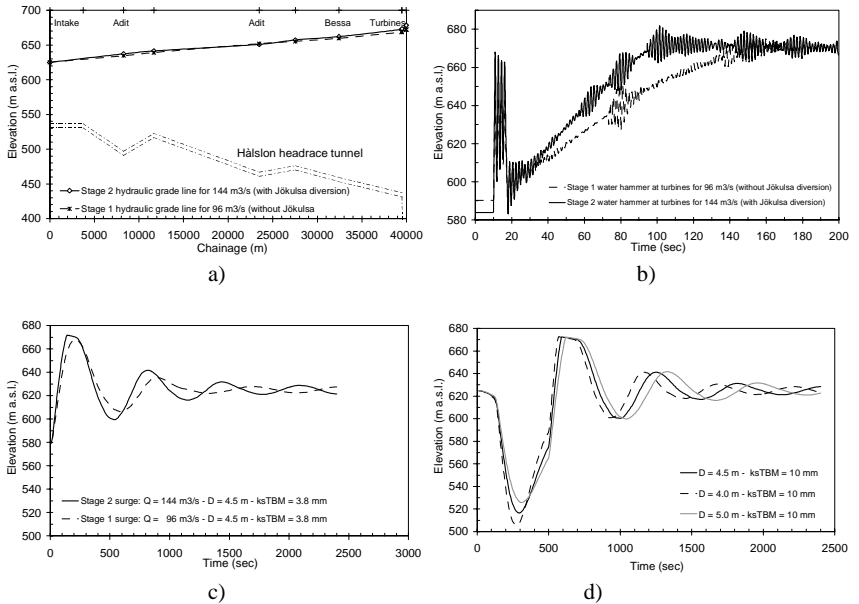 700
650
600
550
500
450
400
Elevation (m a.s.l.)
Intake Adit Adit Bessa Turbines
Hàlslon headrace tunnel
Stage 2 hydraulic grade line for 144 m3/s (with Jökulsa diversion)
Stage 1 hydraulic grade line for 96 m3/s (without Jökulsa
0 5000 10000 15000 20000 25000 30000 35000 40000
Chainage (m)
a)
680
660
640
620
600
580
Elevation (m a.s.l.)
Stage 1 water hammer at turbines for 96 m3/s (without Jökulsa diversion)
Stage 2 water hammer at turbines for 144 m3/s (with Jökulsa diversion)
0 20 40 60 80 100 120 140 160 180 200
Time (sec)
b)
680
660
640
620
600
580
560
540
520
500
Elevation (m a.s.l.)
Stage 2 surge: Q = 144 m3/s - D = 4.5 m - ksTBM = 3.8 mm
Stage 1 surge: Q = 96 m3/s - D = 4.5 m - ksTBM = 3.8 mm
0 500 1000 1500 2000 2500 3000
Time (sec)
c)
680
660
640
620
600
580
560
540
520
500
Elevation (m a.s.l.)
D = 4.5 m - ksTBM = 10 mm
D = 4.0 m - ksTBM = 10 mm
D = 5.0 m - ksTBM = 10 mm
0 500 1000 1500 2000 2500
Time (sec)
d)